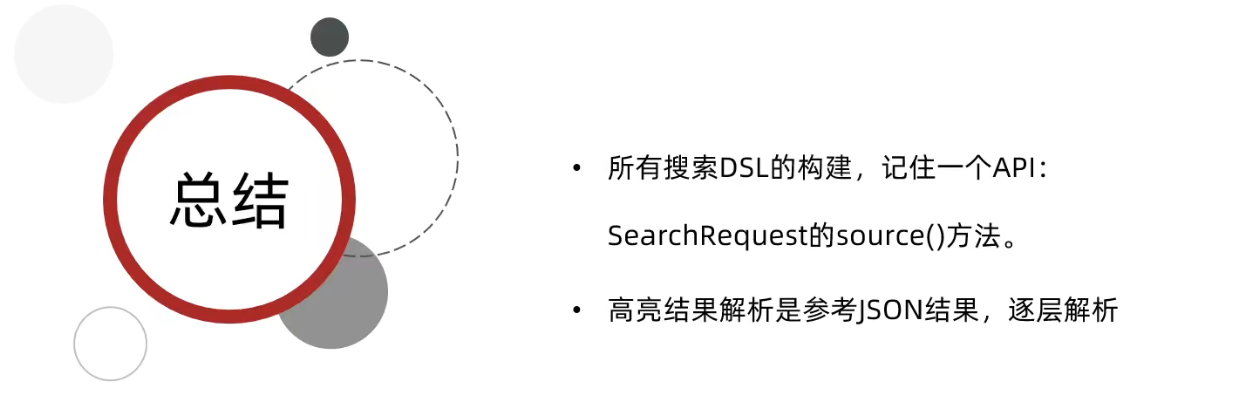 总结
• 所有搜索DSL的构建，记住一个API：
SearchRequest的source()方法。
• 高亮结果解析是参考JSON结果，逐层解析